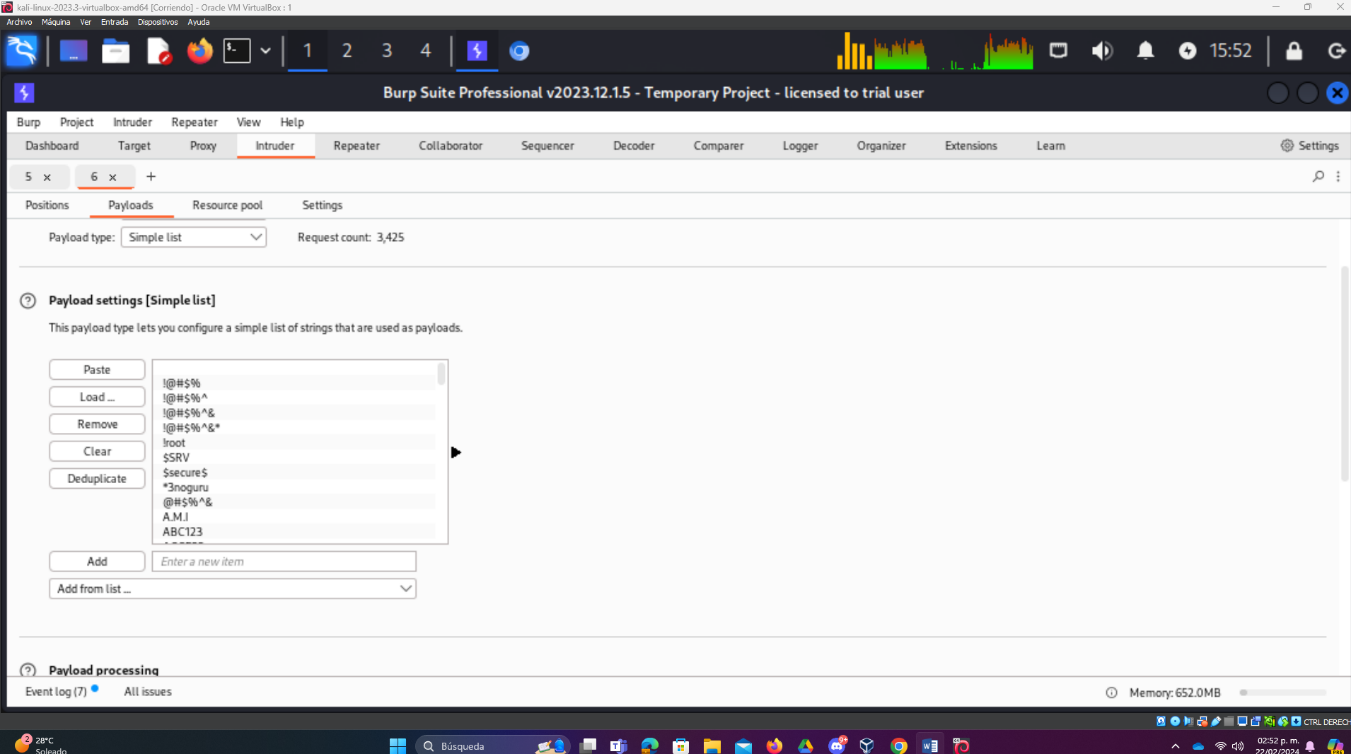 kali-linux-2023.3-virtualbox-amd64 [Corriendo] - Oracle VM VirtualBox : 1
Archivo Máquina Ver Entrada Dispositivos Ayuda
1 2 3 4 15:52
Burp Suite Professional v2023.12.1.5 - Temporary Project - licensed to trial user
Burp Project Intruder Repeater View Help
Dashboard Target Proxy Intruder Repeater Collaborator Sequencer Decoder Comparer Logger Organizer Extensions Learn Settings
5 × 6 × +
Positions Payloads Resource pool Settings
Payload type: Simple list Request count: 3,425
Payload settings [Simple list]
This payload type lets you configure a simple list of strings that are used as payloads.
Paste
Load ...
Remove
Clear
Deduplicate
!@#$%
!@#$%^
!@#$%^&
!@#$%^&*
!root
$SRV
$secure$
*3noguru
@#$%^&
A.M.I
ABC123
Add Enter a new item
Add from list ...
Payload processing
Event log (7) All issues Memory: 652.0MB
CTRL DERECH
2 28°C
Soleado
Búsqueda
02:52 p. m.
22/02/2024